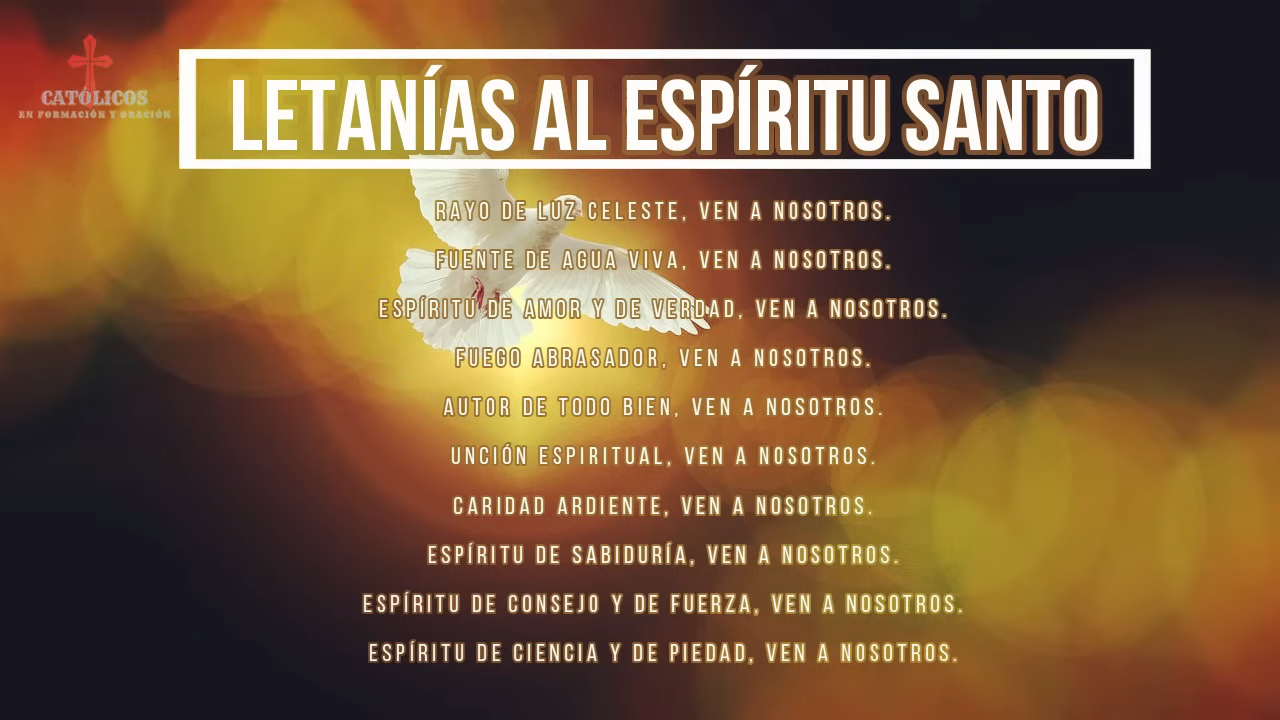 CATÓLICOS
EN FORMACIÓN Y ORACIÓN
LETANÍAS AL ESPÍRITU SANTO
RAYO DE LUZ CELESTE, VEN A NOSOTROS.
FUENTE DE AGUA VIVA, VEN A NOSOTROS.
ESPÍRITU DE AMOR Y DE VERDAD, VEN A NOSOTROS.
FUEGO ABRASADOR, VEN A NOSOTROS.
AUTOR DE TODO BIEN, VEN A NOSOTROS.
UNCIÓN ESPIRITUAL, VEN A NOSOTROS.
CARIDAD ARDIENTE, VEN A NOSOTROS.
ESPÍRITU DE SABIDURÍA, VEN A NOSOTROS.
ESPÍRITU DE CONSEJO Y DE FUERZA, VEN A NOSOTROS.
ESPÍRITU DE CIENCIA Y DE PIEDAD, VEN A NOSOTROS.